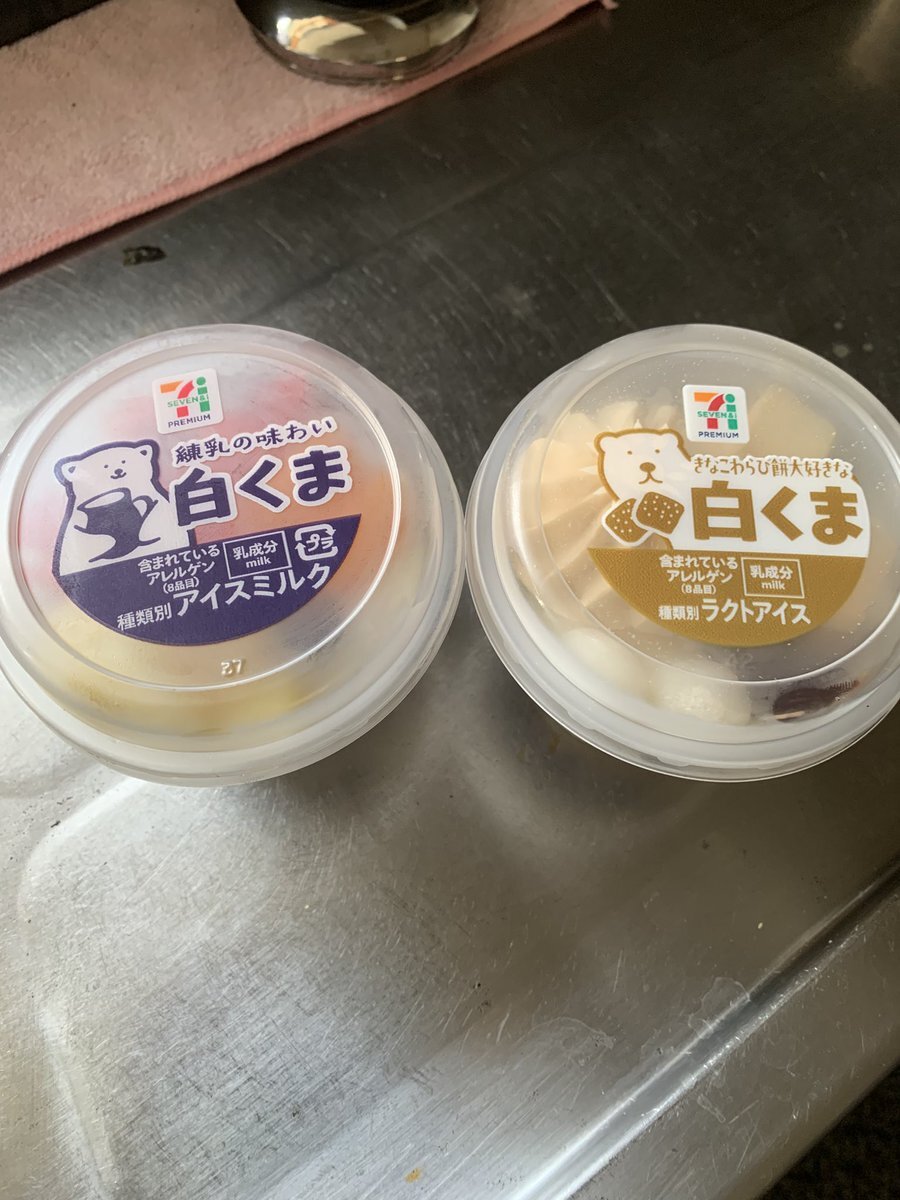 SEVEN&i
PREMIUM
練乳の味わい
白くま
含まれている
アレルゲン
(8品目)
乳成分
milk
プラ
種類別 アイスミルク
27
SEVEN&i
PREMIUM
きなこわらび餅大好きな
白くま
含まれている
アレルゲン
(8品目)
乳成分
milk
種類別 ラクトアイス